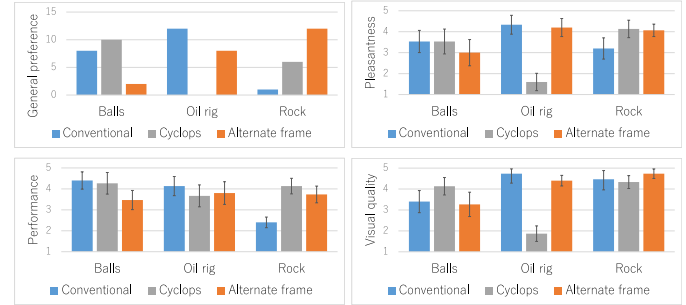 General preference
15
10
5
0
Balls Oil rig Rock
Conventional Cyclops Alternate frame
Pleasantness
5
4
3
2
1
Balls Oil rig Rock
Conventional Cyclops Alternate frame
Performance
5
4
3
2
1
Balls Oil rig Rock
Conventional Cyclops Alternate frame
Visual quality
5
4
3
2
1
Balls Oil rig Rock
Conventional Cyclops Alternate frame